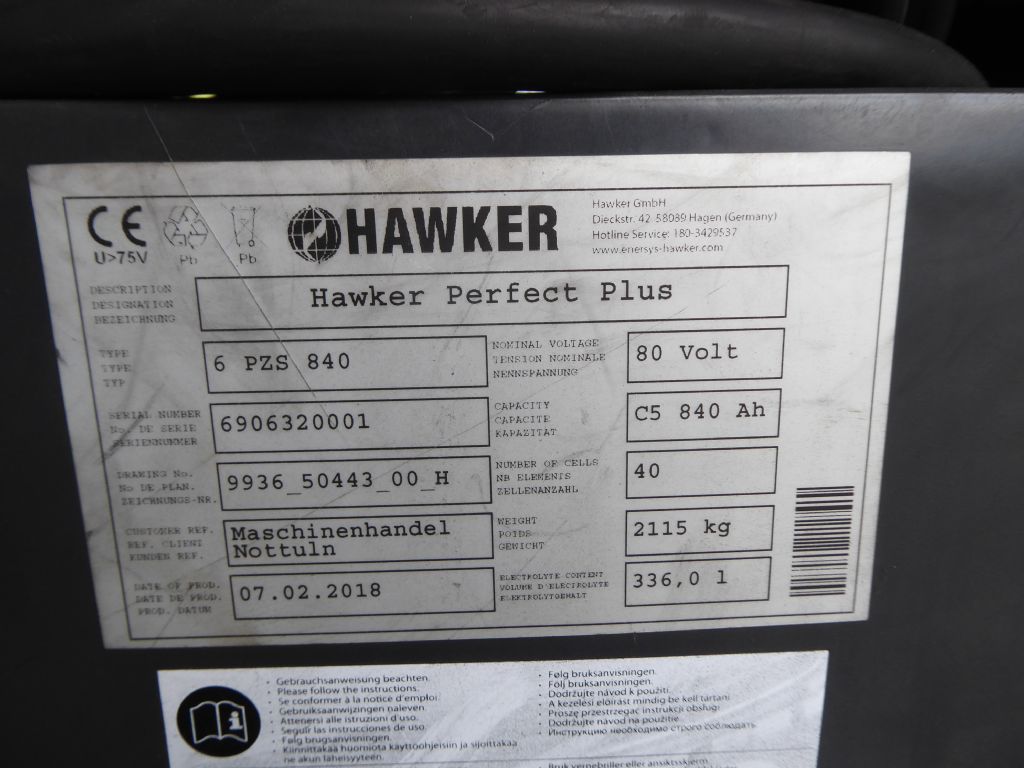 CE
U>75V
Pb
Pb
HAWKER
Hawker GmbH
Dieckstr. 42 58089 Hagen (Germany)
Hotline Service: 180-3429537
www.enersys-hawker.com
DESCRIPTION
DESIGNATION
BEZEICHNUNG
Hawker Perfect Plus
TYPE
TYPE
TYP
6 PZS 840
NOMINAL VOLTAGE
TENSION NOMINALE
NENNSPANNUNG
80 Volt
SERIAL NUMBER
No. DE SERIE
SERIENNUMMER
6906320001
CAPACITY
CAPACITE
KAPAZITAT
C5 840 Ah
DRAWING No.
No DE PLAN.
ZEICHNUNGS-NR.
9936_50443_00_H
NUMBER OF CELLS
NB ELEMENTS
ZELLENANZAHL
40
CUSTOMER REF.
REF. CLIENT
KUNDEN REF.
Maschinenhandel
Nottuln
WEIGHT
POIDS
GEWICHT
2115 kg
DATE OF PROD.
DATE DE PROD.
PROD. DATUM
07.02.2018
ELECTROLYTE CONTENT
VOLUME D'ELECTROLYTE
ELEKTROLYTGEHALT
336,0 l
· Gebrauchsanweisung beachten.
· Please follow the instructions.
· Se conformer à la notice d'emploi.
· Gebruiksaanwijzingen naleven.
· Attenersi alle istruzioni d'uso.
· Seguir las instrucciones de uso.
· Følg brugsanvisningen.
· Kiinnittäkää huomiota käyttöohjeisiin ja sijoittakaa
ne akun läheisyyteen.
· Følg bruksanvisningen.
· Följ bruksanvisningen.
· Dodržujte návod k použití.
· A kezelési előírást mindig be kell tartani.
· Proszę przestrzegać instrukcji obsługi
· Dodržujte návod na použitie
· Инструкцию необходимо строго соблюдать